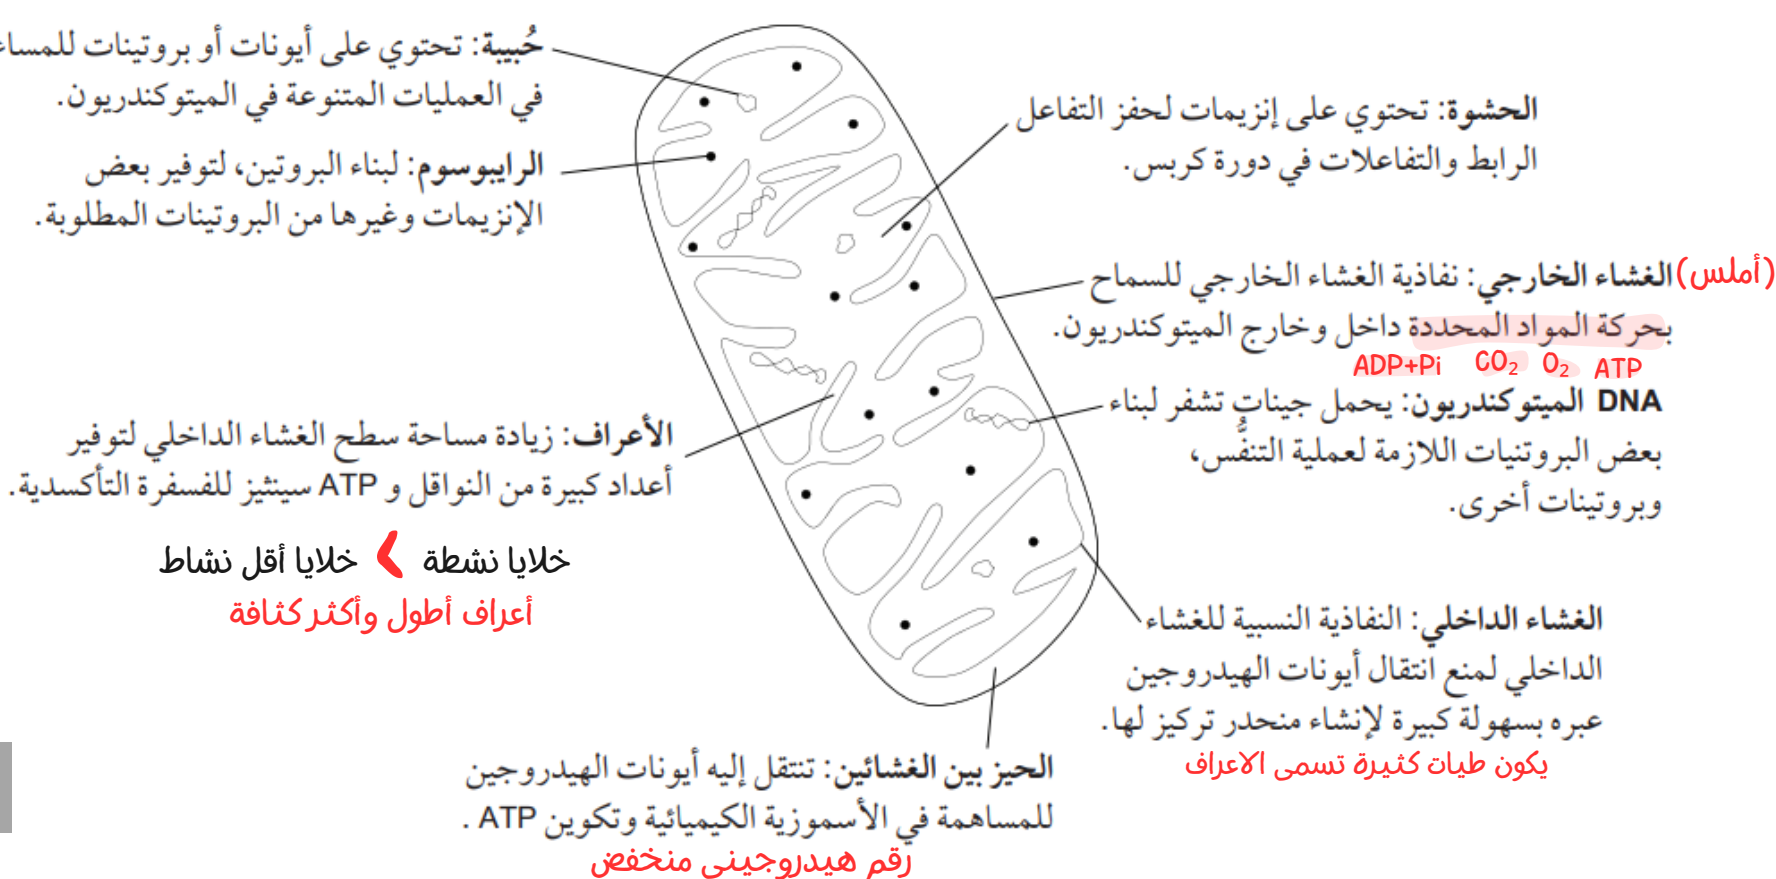 حُبيبة: تحتوي على أيونات أو بروتينات
في العمليات المتنوعة في الميتوكندريون.
الرايبوسوم: لبناء البروتين، لتوفير بعض
الإنزيمات وغيرها من البروتينات المطلوبة.
الحشوة: تحتوي على إنزيمات لحفز التفاعل
الرابط والتفاعلات في دورة كربس.
(أملس)
الغشاء الخارجي: نفاذية الغشاء الخارجي للسماح
بحركة المواد المحددة داخل وخارج الميتوكندريون.
ADP+Pi CO₂ O₂ ATP
DNA الميتوكندريون: يحمل جينات تشفر لبناء
بعض البروتنيات اللازمة لعملية التنفُّس،
وبروتينات أخرى.
الأعراف: زيادة مساحة سطح الغشاء الداخلي لتوفير
أعداد كبيرة من النواقل و ATP سينثيز للفسفرة التأكسدية.
خلايا نشطة > خلايا أقل نشاط
أعراف أطول وأكثر كثافة
الغشاء الداخلي: النفاذية النسبية للغشاء
الداخلي لمنع انتقال أيونات الهيدروجين
عبره بسهولة كبيرة لإنشاء منحدر تركيز لها.
يكون طيات كثيرة تسمى الاعراف
الحيز بين الغشائين: تنتقل إليه أيونات الهيدروجين
للمساهمة في الأسموزية الكيميائية وتكوين ATP .
رقم هيدروجيني منخفض